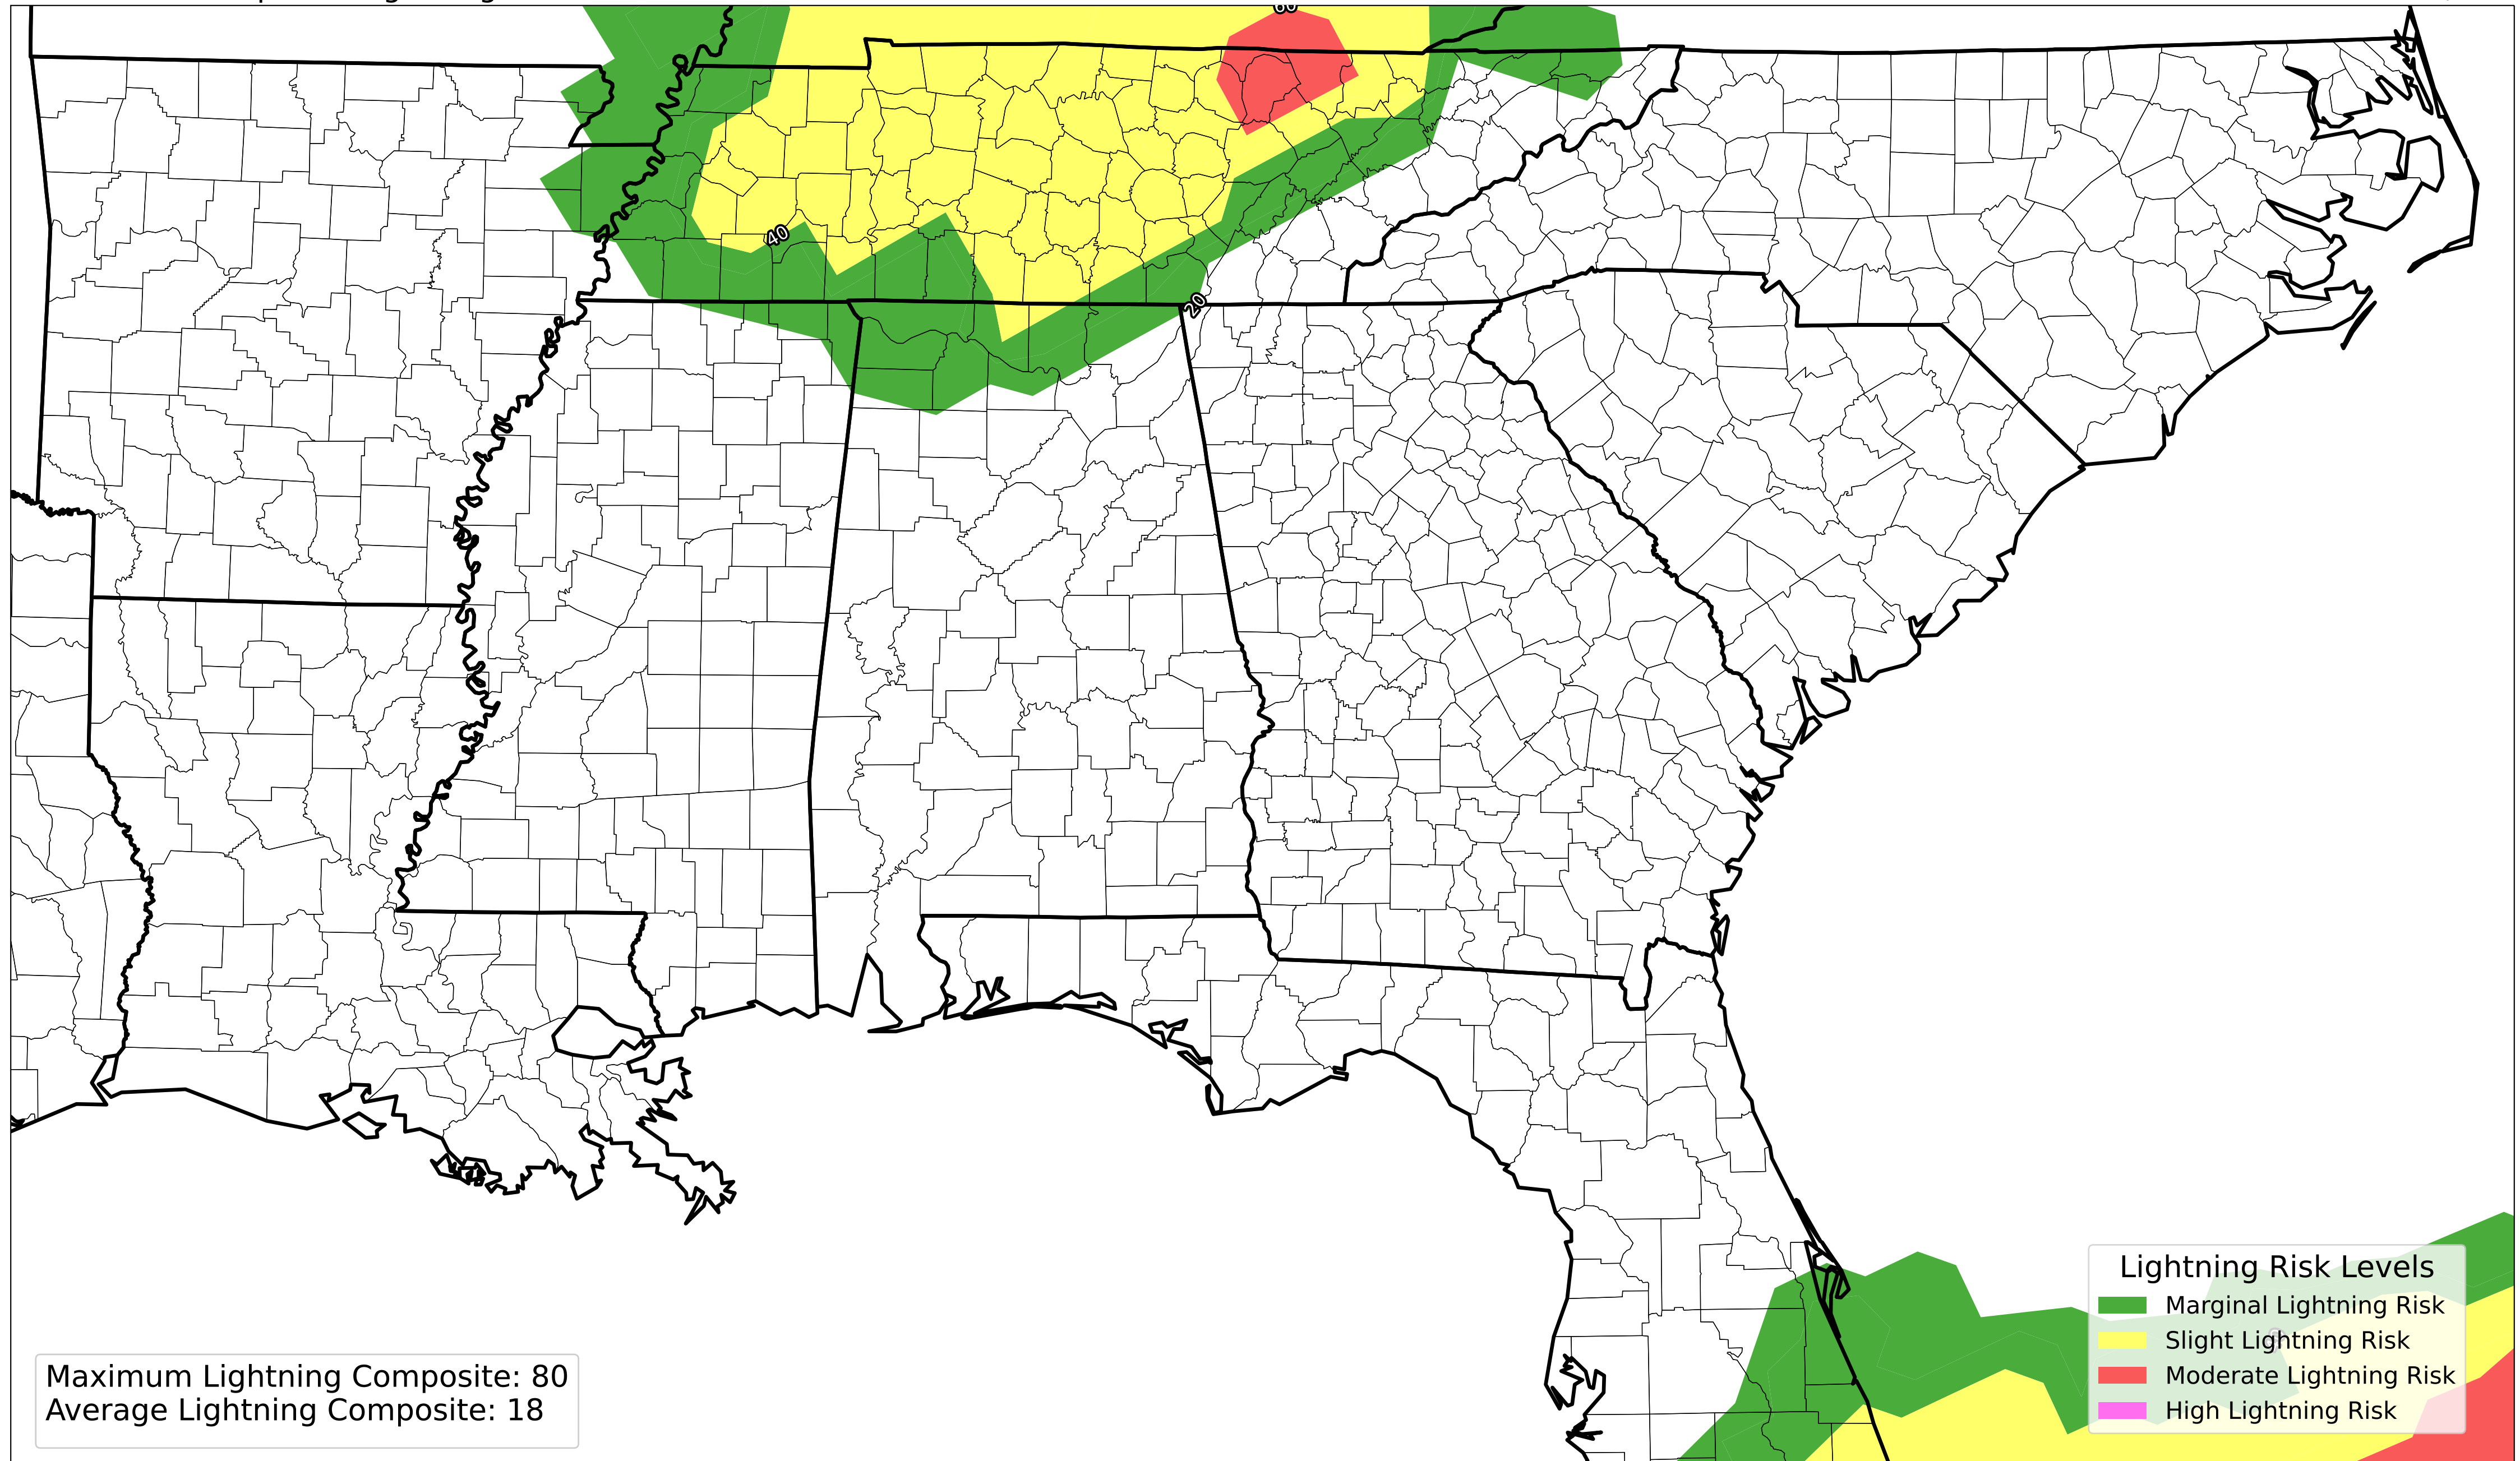 60
40
20
Lightning Risk Levels
Marginal Lightning Risk
Slight Lightning Risk
Moderate Lightning Risk
High Lightning Risk
Maximum Lightning Composite: 80
Average Lightning Composite: 18